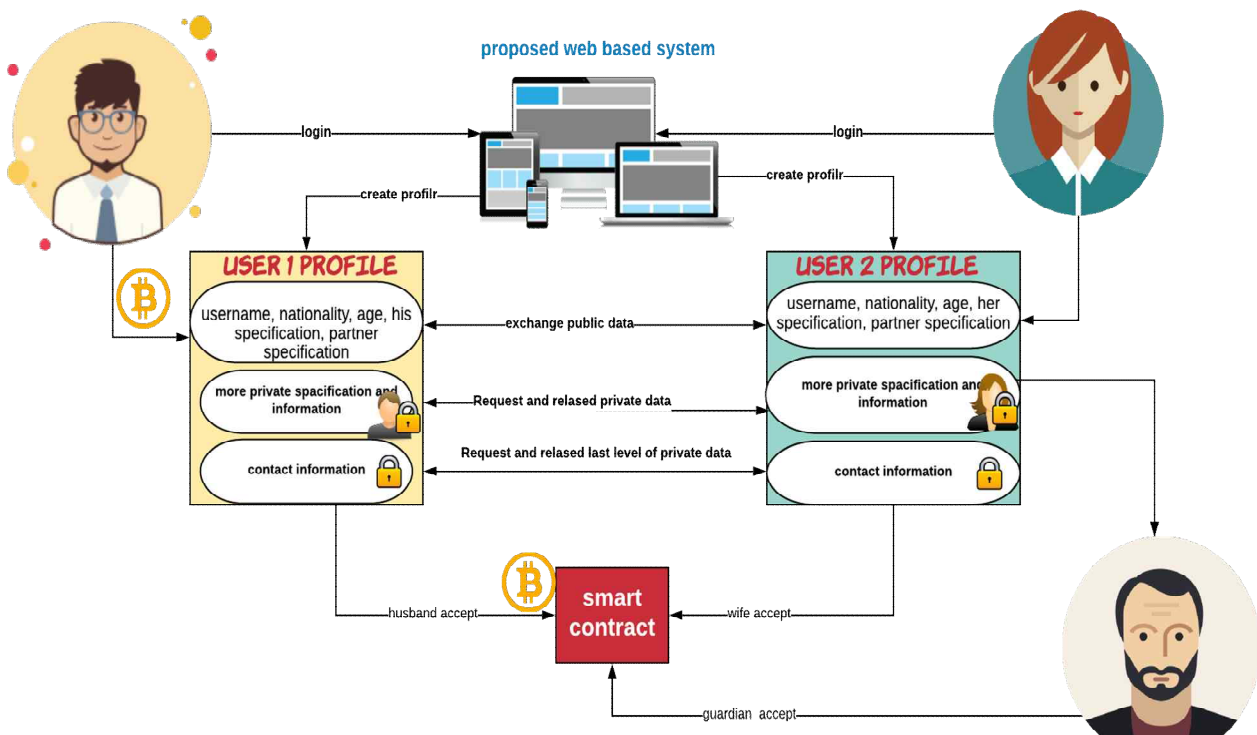 proposed web based system
login
login
create profilr
create profilr
USER 1 PROFILE
username, nationality, age, his
specification, partner
specification
more private spacification and
information
contact information
USER 2 PROFILE
username, nationality, age, her
specification, partner specification
more private spacification and
information
contact information
exchange public data
Request and relased private data
Request and relased last level of private data
husband accept
smart
contract
wife accept
guardian accept